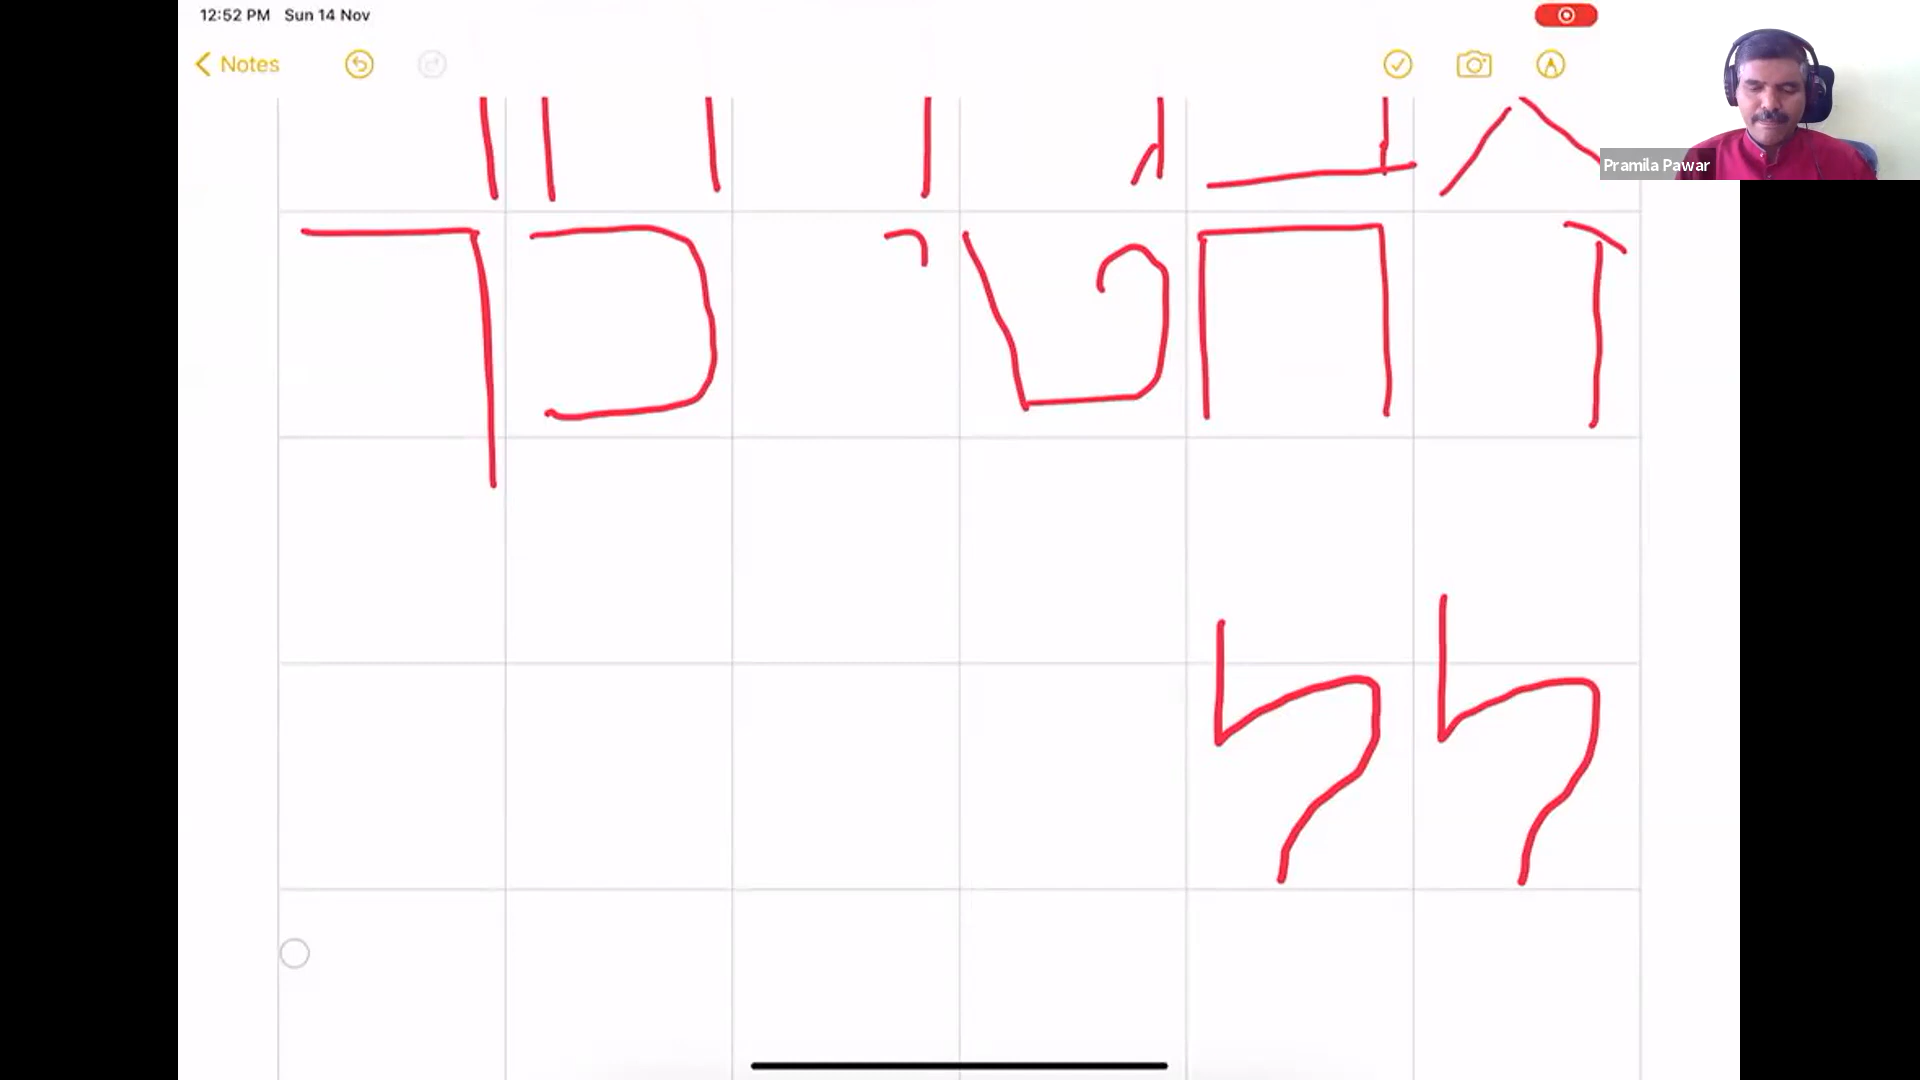 12:52 PM Sun 14 Nov
Notes
Pramila Pawar
ז ח ט י כ ך
ל ל